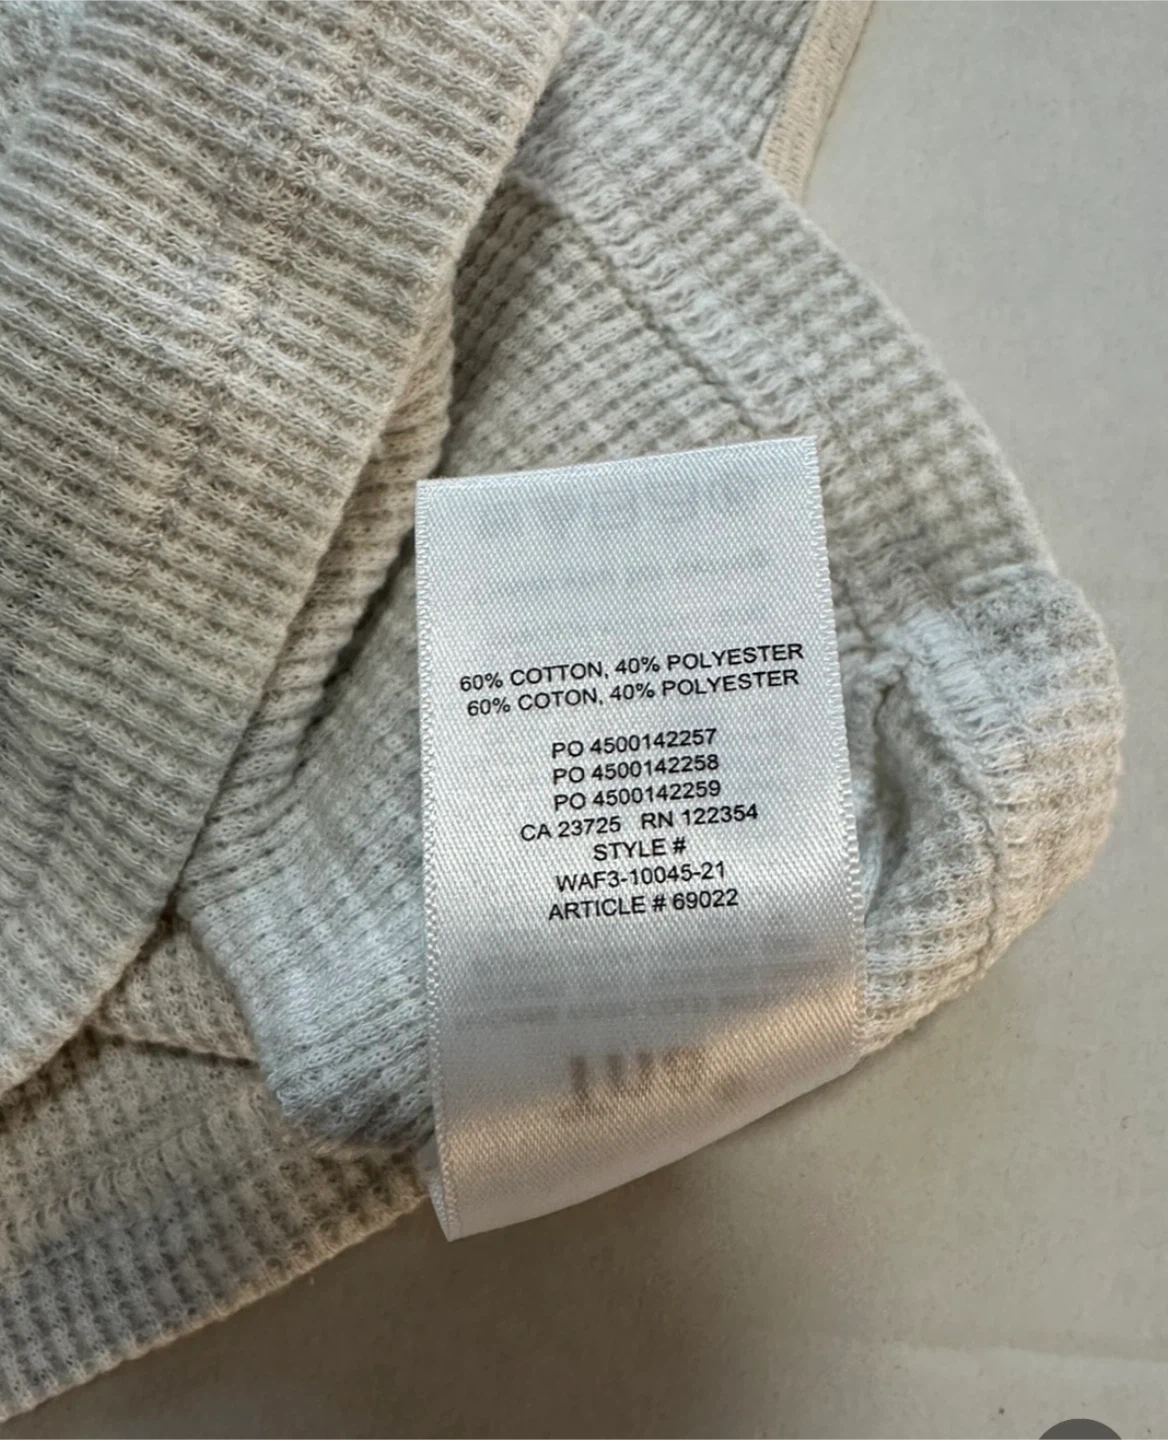 60% COTTON, 40% POLYESTER
60% COTON, 40% POLYESTER
PO 4500142257
PO 4500142258
PO 4500142259
CA 23725 RN 122354
STYLE #
WAF3-10045-21
ARTICLE # 69022